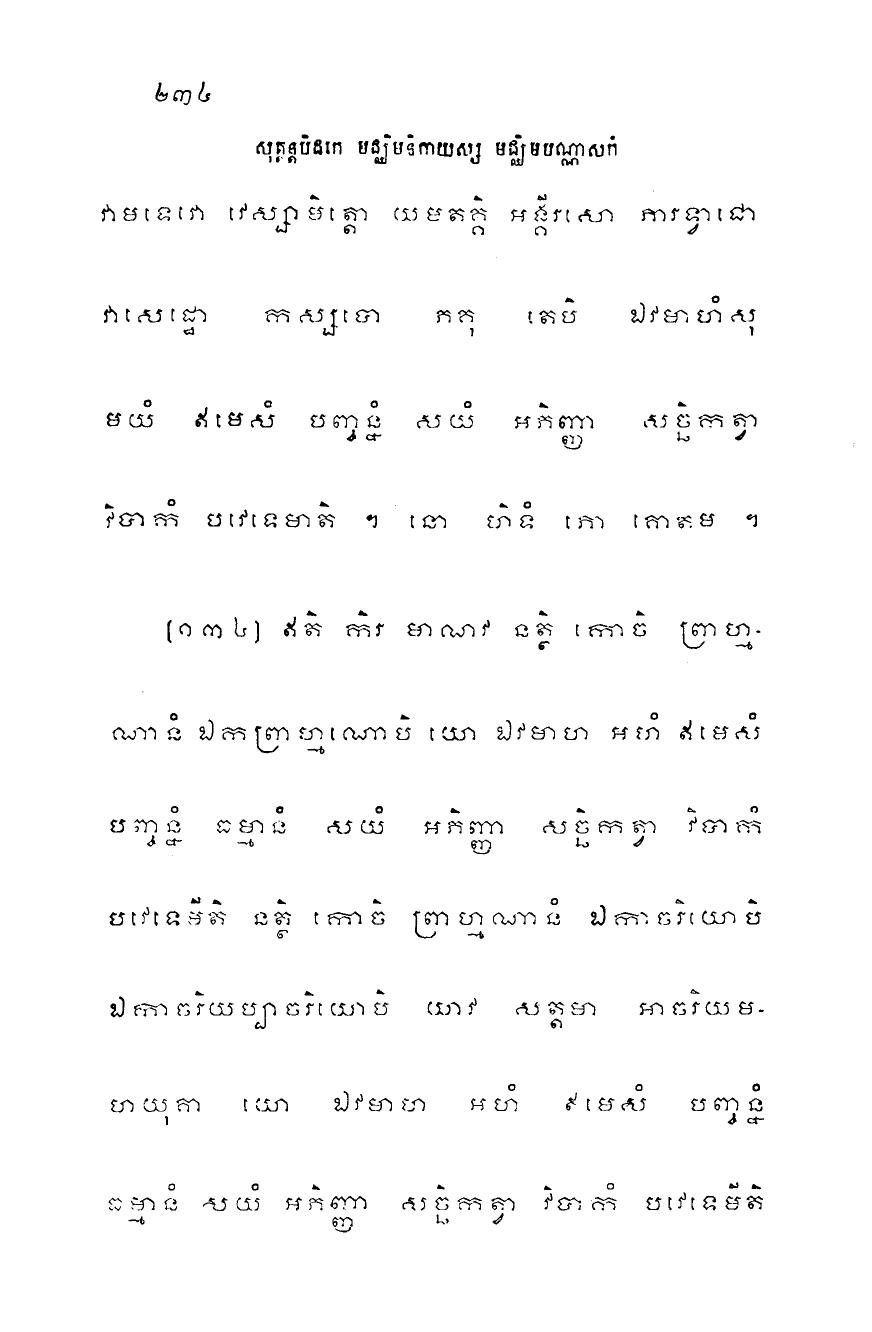 ២៣៤
សុត្តន្តបិដកេ មជ្ឈិមនិកាយស្ស មជ្ឈិមបណ្ណាសកំ
វាមទេវោ វេស្សាមិត្តោ យមតគ្គិ អង្គីរសោ ភារទ្វាជោ
វាសេដ្ឋោ កស្សបោ ភគុ តេបិ ឯវមាហំសុ
មយំ ឥមេសំ បញ្ចន្នំ សយំ អភិញ្ញា សច្ឆិកត្វា
វិបាកំ បវេទេមាតិ ។ នោ ហិទំ ភោ គោតម ។
[១៣៤] ឥតិ កិរ មាណវ នត្ថិ កោចិ ព្រាហ្ម-
ណានំ ឯកព្រាហ្មណោបិ យោ ឯវមាហ អហំ ឥមេសំ
បញ្ចន្នំ ធម្មានំ សយំ អភិញ្ញា សច្ឆិកត្វា វិបាកំ
បវេទេមីតិ នត្ថិ កោចិ ព្រាហ្មណានំ ឯកាចរិយោបិ
ឯកាចរិយប្បាចរិយោបិ យាវ សត្តមា អាចរិយម-
ហយុគា យោ ឯវមាហ អហំ ឥមេសំ បញ្ចន្នំ
ធម្មានំ សយំ អភិញ្ញា សច្ឆិកត្វា វិបាកំ បវេទេមីតិ